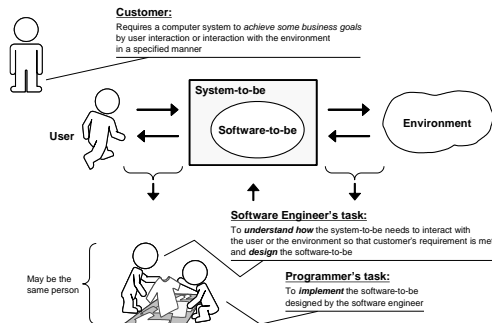 Customer:
Requires a computer system to achieve some business goals
by user interaction or interaction with the environment
in a specified manner
System-to-be
Software-to-be
User
Environment
Software Engineer's task:
To understand how the system-to-be needs to interact with
the user or the environment so that customer's requirement is met
and design the software-to-be
May be the
same person
Programmer's task:
To implement the software-to-be
designed by the software engineer